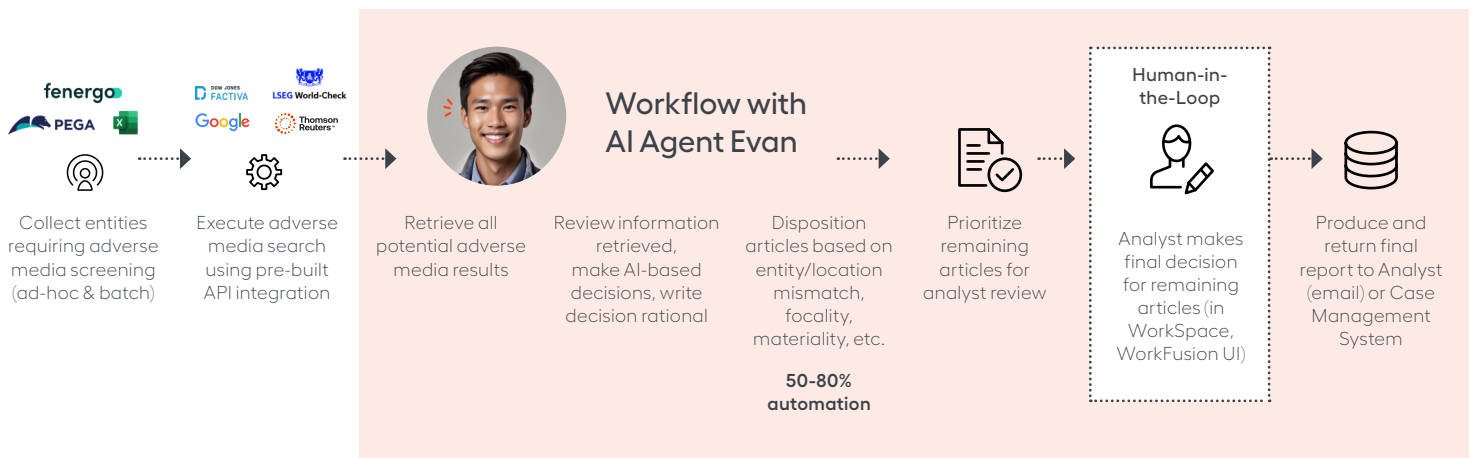 fenergo
PEGA
DOW JONES
FACTIVA
LSEG World-Check
Google
Thomson
Reuters™
Collect entities
requiring adverse
media screening
(ad-hoc & batch)
Execute adverse
media search
using pre-built
API integration
Workflow with
AI Agent Evan
Retrieve all
potential adverse
media results
Review information
retrieved,
make AI-based
decisions, write
decision rational
Disposition
articles based on
entity/location
mismatch,
focality,
materiality, etc.
50-80%
automation
Prioritize
remaining
articles for
analyst review
Human-in-
the-Loop
Analyst makes
final decision
for remaining
articles (in
WorkSpace,
WorkFusion UI)
Produce and
return final
report to Analyst
(email) or Case
Management
System